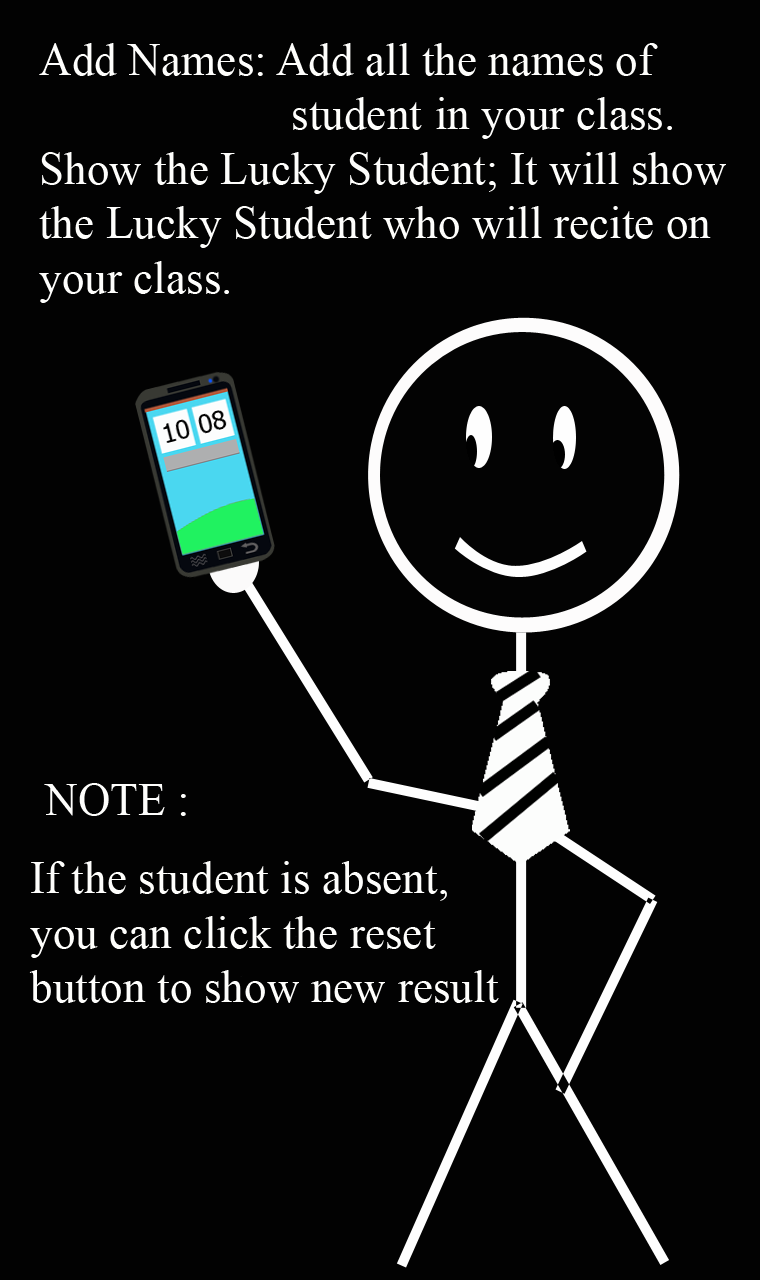 Add Names: Add all the names of
student in your class.
Show the Lucky Student; It will show
the Lucky Student who will recite on
your class.
10 08
NOTE :
If the student is absent,
you can click the reset
button to show new result